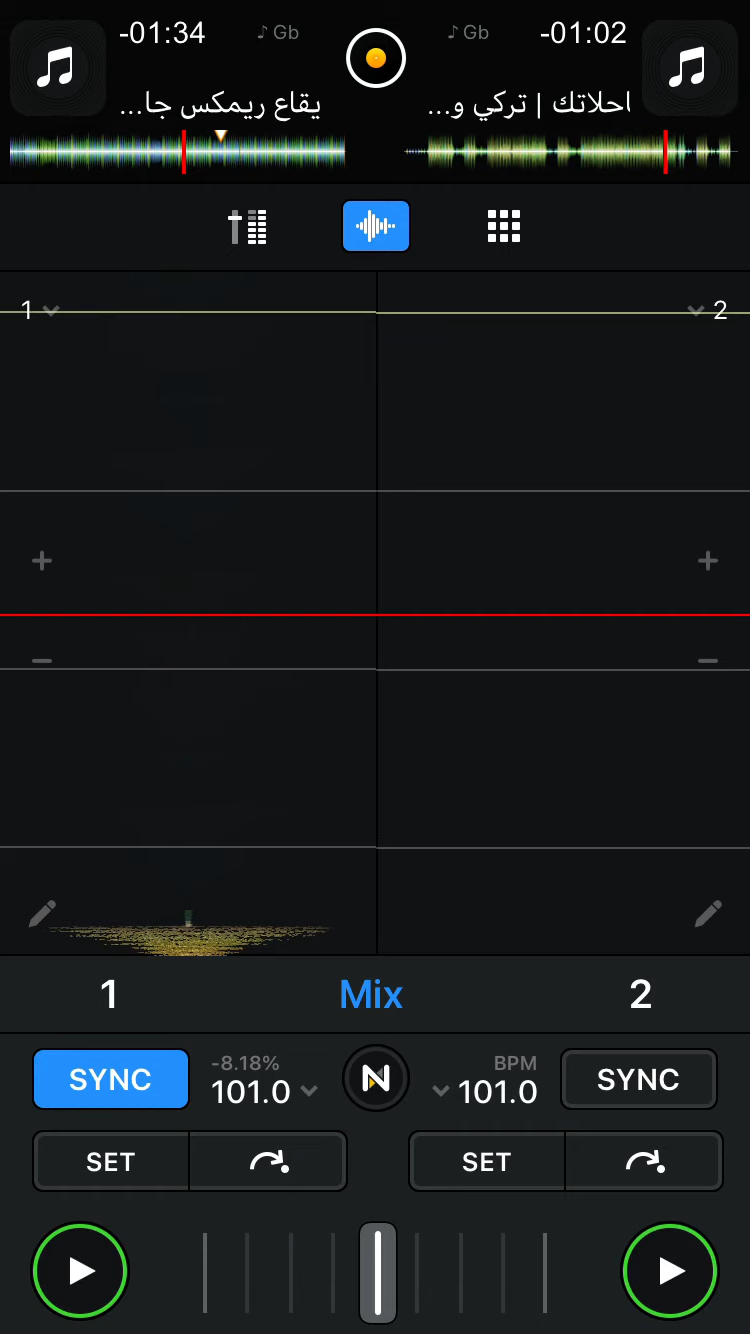 -01:34 ♪ Gb ♪ Gb -01:02
يقاع ريمكس جا... احلاتك | تركي و...
1 2
1 Mix 2
SYNC -8.18% 101.0 N BPM 101.0 SYNC
SET SET